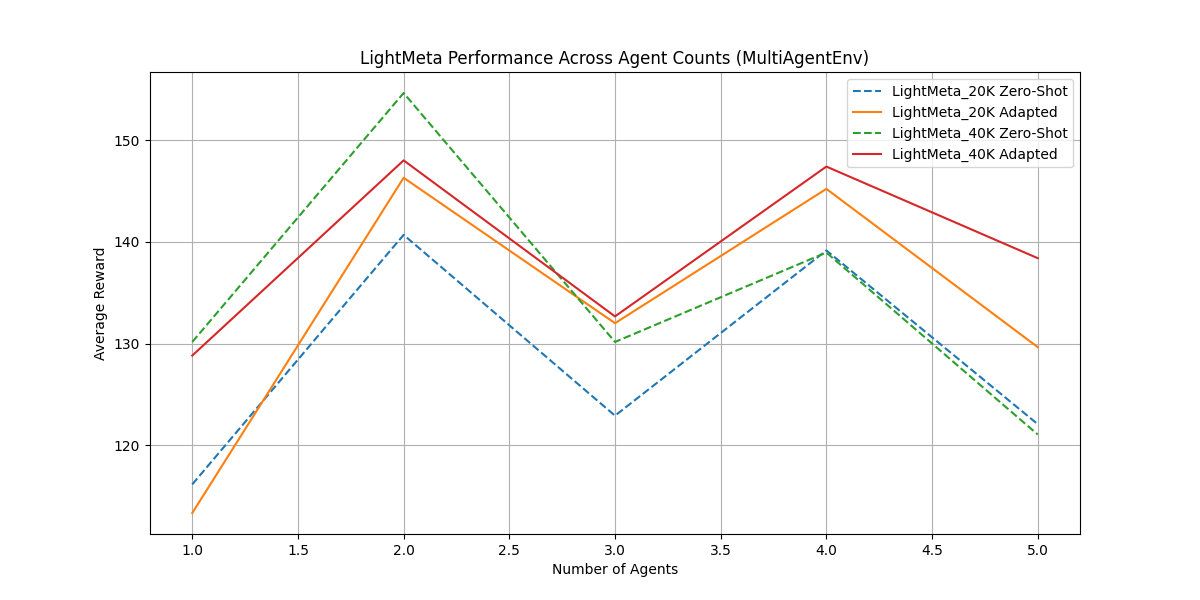 LightMeta Performance Across Agent Counts (MultiAgentEnv)
LightMeta_20K Zero-Shot
LightMeta_20K Adapted
LightMeta_40K Zero-Shot
LightMeta_40K Adapted
Average Reward
150
140
130
120
1.0 1.5 2.0 2.5 3.0 3.5 4.0 4.5 5.0
Number of Agents